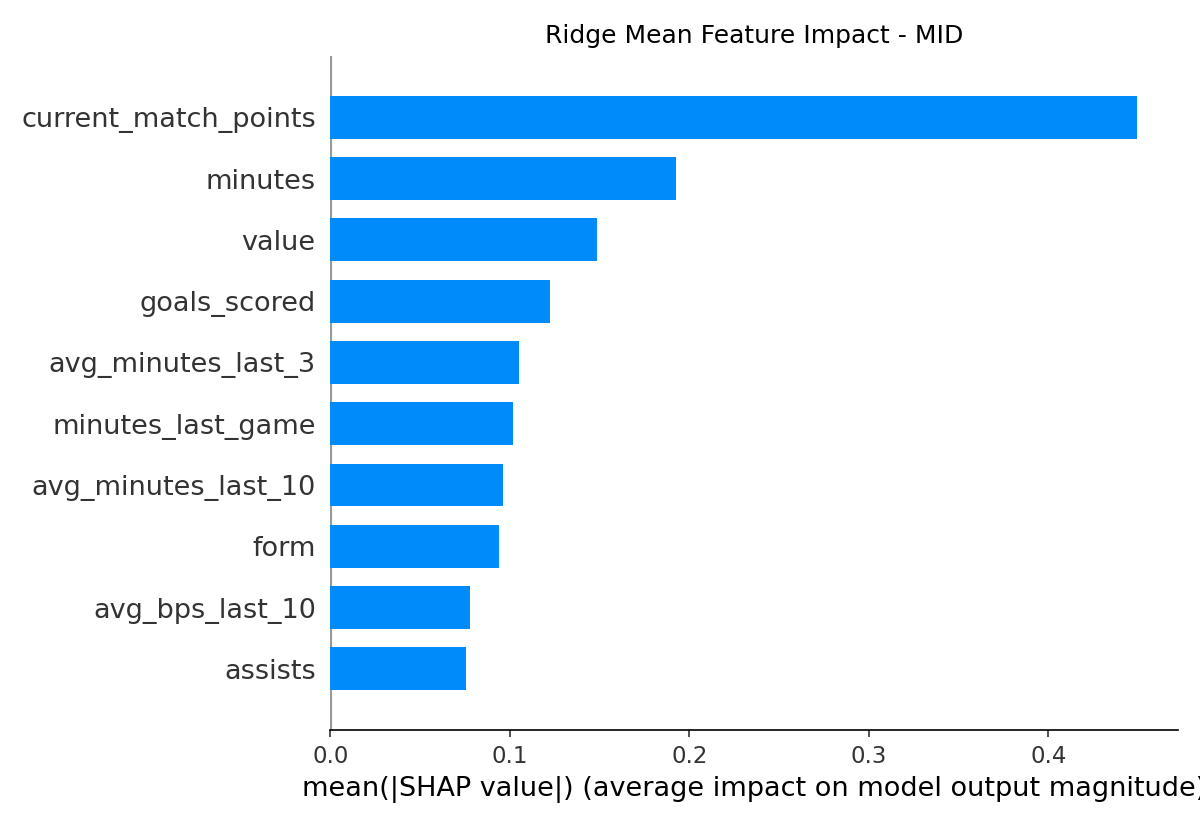 Ridge Mean Feature Impact - MID
current_match_points
minutes
value
goals_scored
avg_minutes_last_3
minutes_last_game
avg_minutes_last_10
form
avg_bps_last_10
assists
0.0 0.1 0.2 0.3 0.4
mean(|SHAP value|) (average impact on model output magnitude)